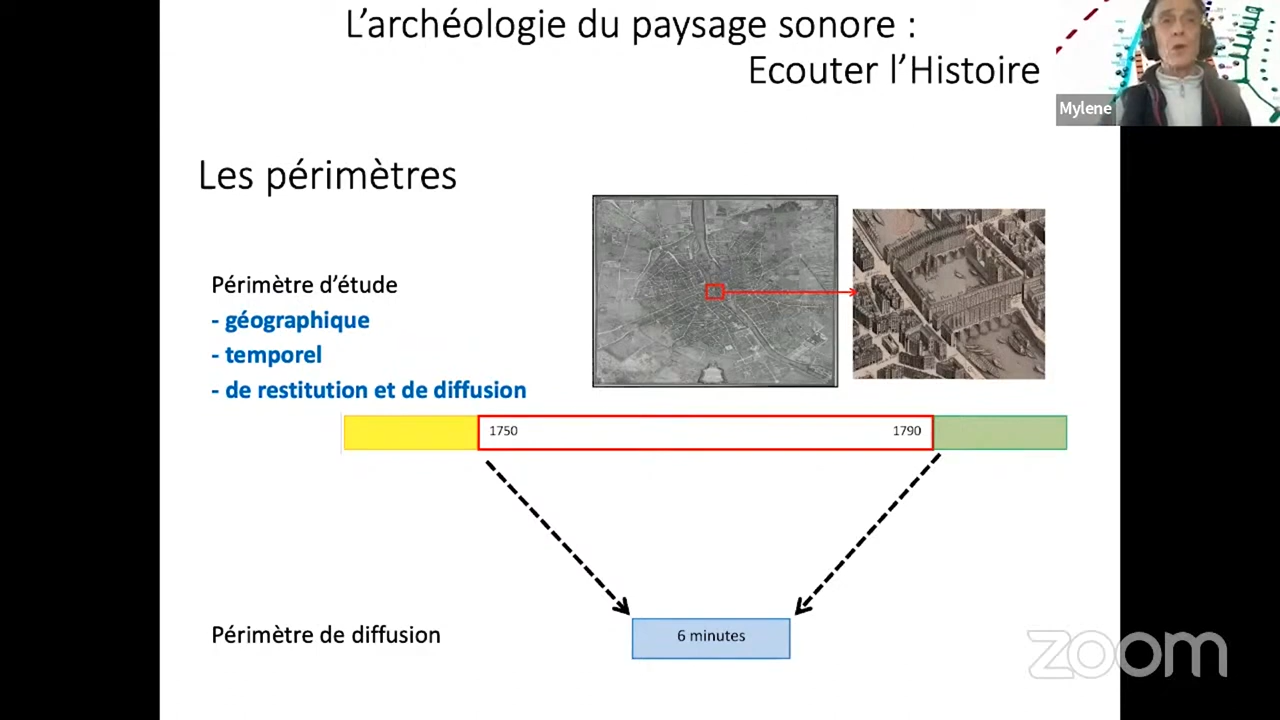 L'archéologie du paysage sonore :
Ecouter l'Histoire
Mylene
Les périmètres
Périmètre d'étude
- géographique
- temporel
- de restitution et de diffusion
1750
1790
Périmètre de diffusion
6 minutes
zoom